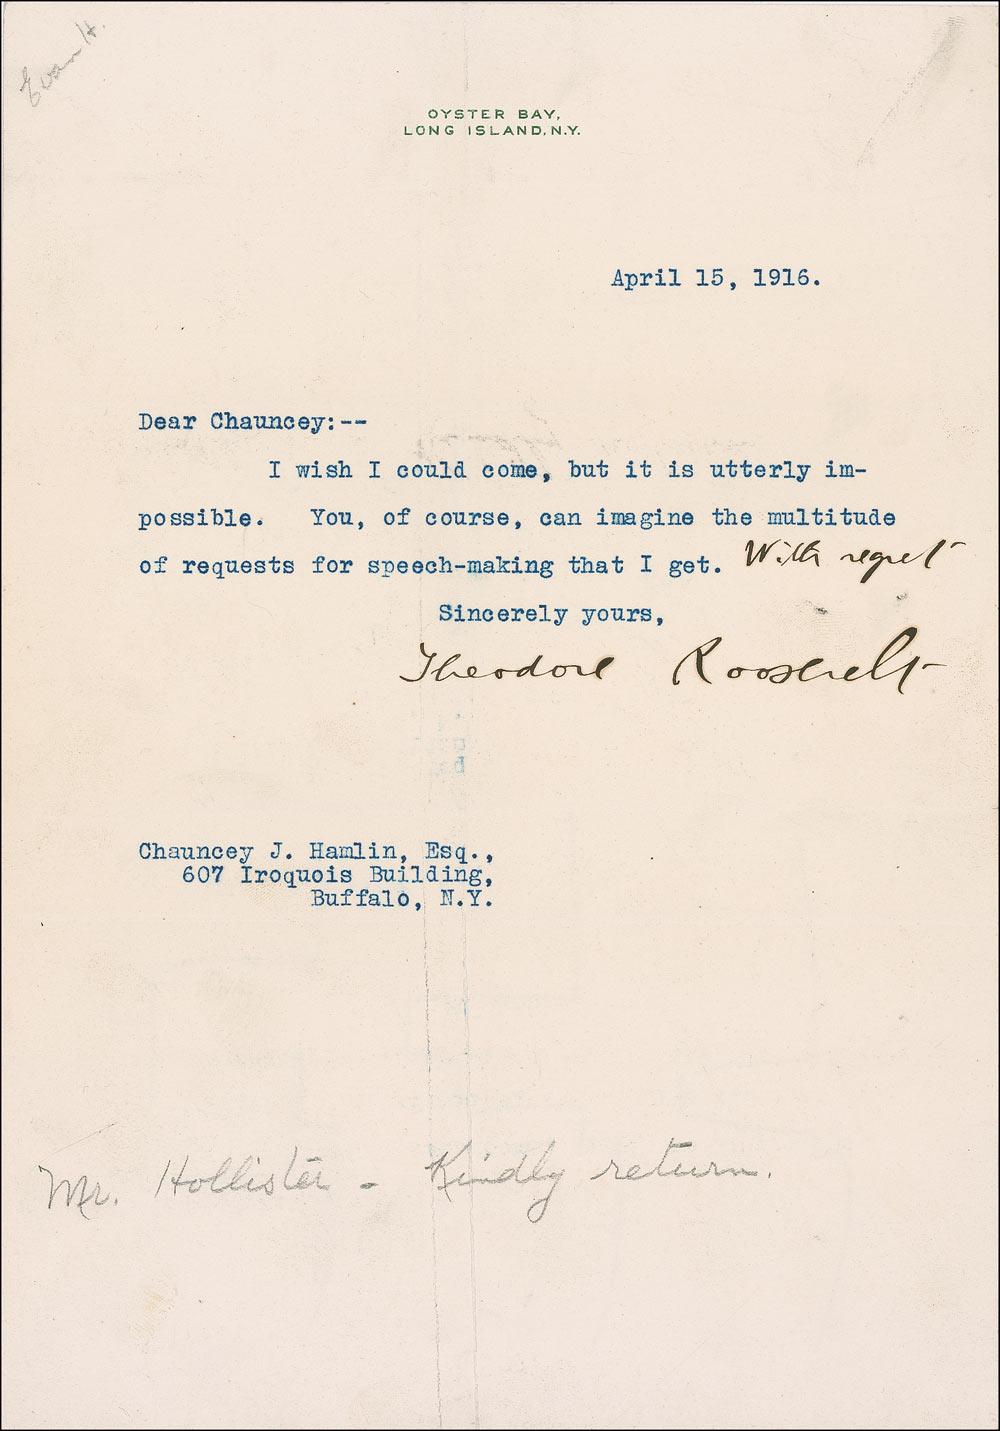 Evan H.
OYSTER BAY,
LONG ISLAND, N.Y.
April 15, 1916.
Dear Chauncey:--
I wish I could come, but it is utterly im-
possible. You, of course, can imagine the multitude
of requests for speech-making that I get. With regret
Sincerely yours,
Theodore Roosevelt
Chauncey J. Hamlin, Esq.,
607 Iroquois Building,
Buffalo, N.Y.
Mr. Hollister - Kindly return.